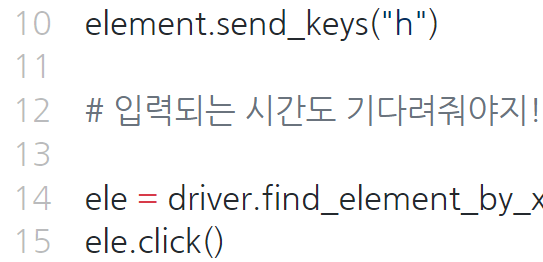 10 element.send_keys("h")
11
12 # 입력되는 시간도 기다려줘야지!
13
14 ele = driver.find_element_by_x
15 ele.click()